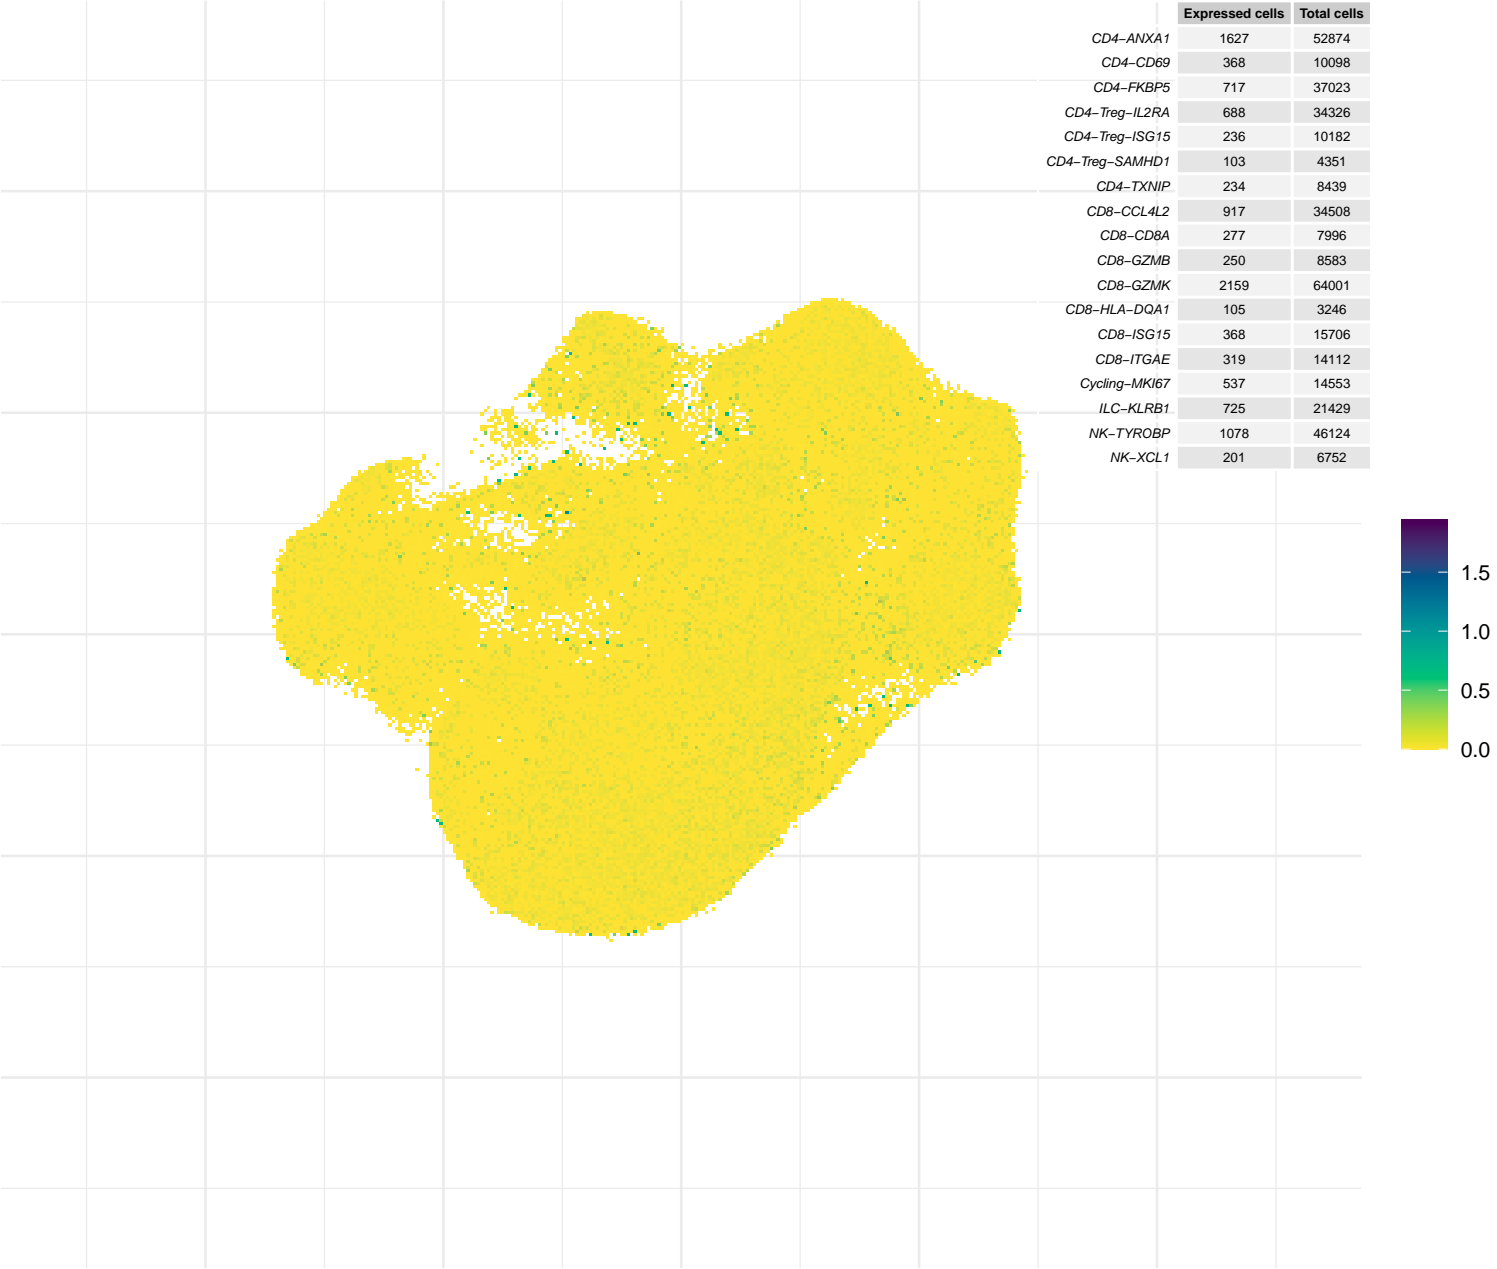 Expressed cells Total cells
CD4−ANXA1 1627 52874
CD4−CD69 368 10098
CD4−FKBP5 717 37023
CD4−Treg−IL2RA 688 34326
CD4−Treg−ISG15 236 10182
CD4−Treg−SAMHD1 103 4351
CD4−TXNIP 234 8439
CD8−CCL4L2 917 34508
CD8−CD8A 277 7996
CD8−GZMB 250 8583
CD8−GZMK 2159 64001
CD8−HLA−DQA1 105 3246
CD8−ISG15 368 15706
CD8−ITGAE 319 14112
Cycling−MKI67 537 14553
ILC−KLRB1 725 21429
NK−TYROBP 1078 46124
NK−XCL1 201 6752
1.5
1.0
0.5
0.0